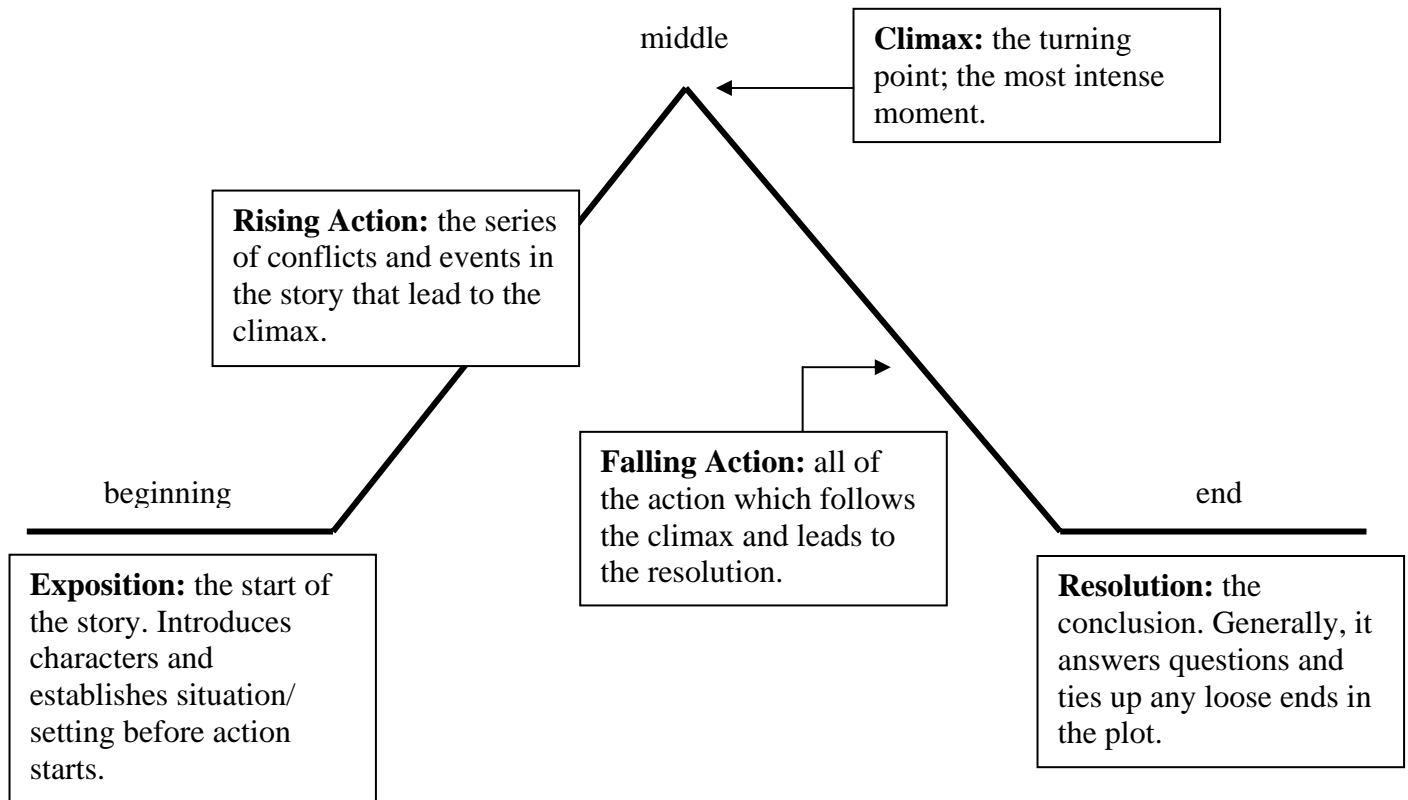 middle
Climax: the turning
point; the most intense
moment.
Rising Action: the series
of conflicts and events in
the story that lead to the
climax.
Falling Action: all of
the action which follows
the climax and leads to
the resolution.
beginning
end
Exposition: the start of
the story. Introduces
characters and
establishes situation/
setting before action
starts.
Resolution: the
conclusion. Generally, it
answers questions and
ties up any loose ends in
the plot.